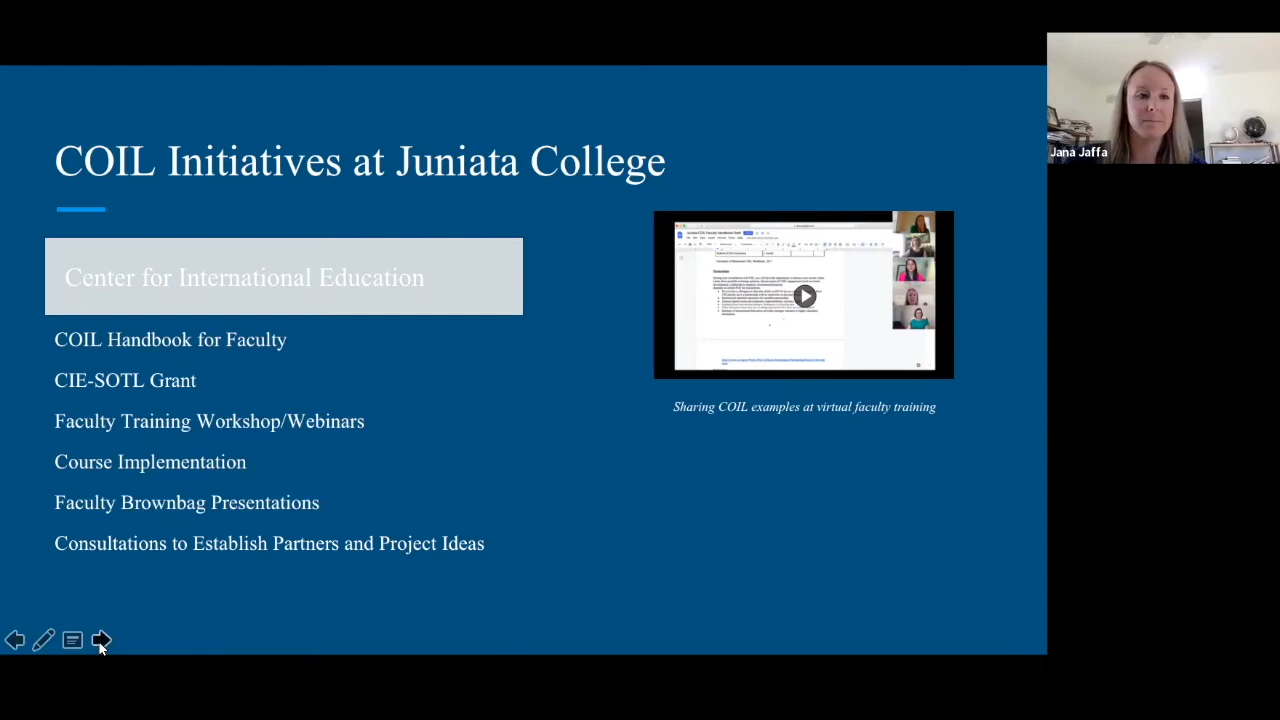 COIL Initiatives at Juniata College
Center for International Education
COIL Handbook for Faculty
CIE-SOTL Grant
Faculty Training Workshop/Webinars
Course Implementation
Faculty Brownbag Presentations
Consultations to Establish Partners and Project Ideas
Sharing COIL examples at virtual faculty training
Jana Jaffa